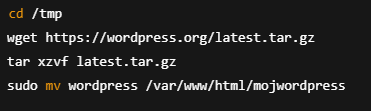 cd /tmp
wget https://wordpress.org/latest.tar.gz
tar xzvf latest.tar.gz
sudo mv wordpress /var/www/html/mojwordpress